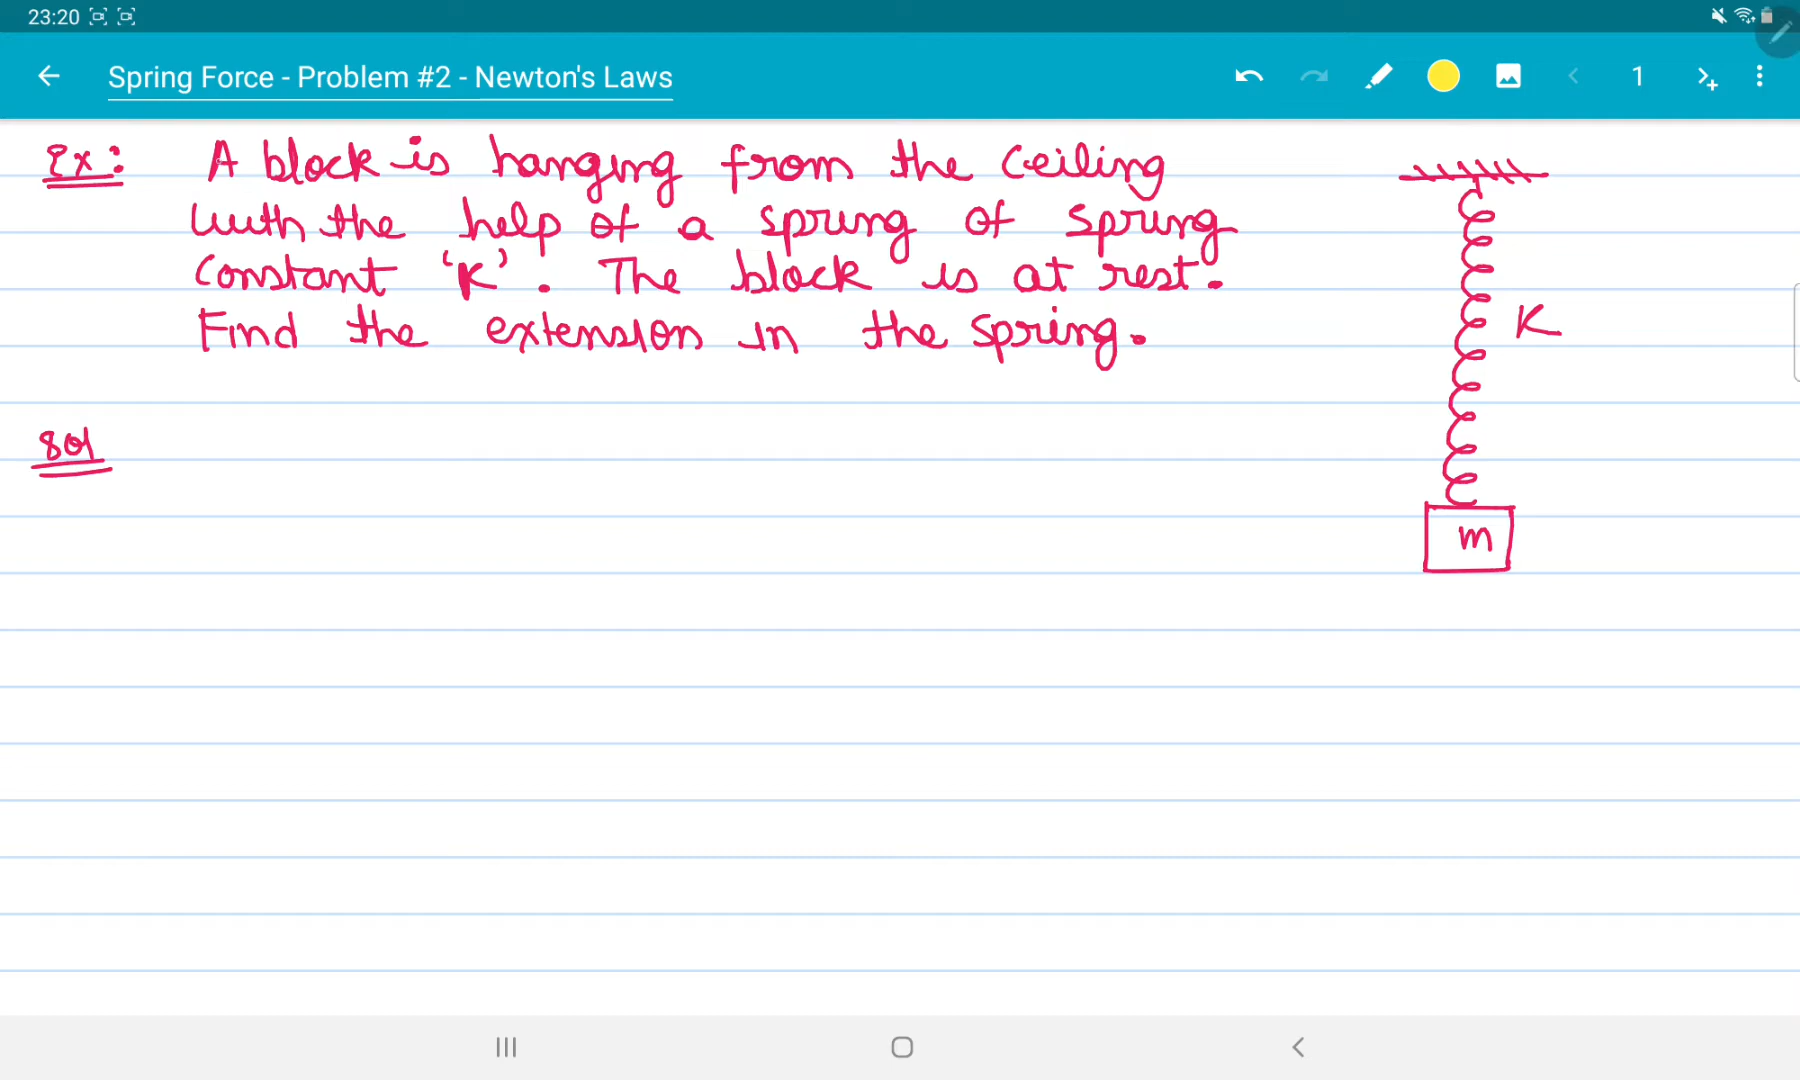 23:20
Spring Force - Problem #2 - Newton's Laws
1
Ex: A block is hanging from the ceiling
with the help of a spring of spring
constant 'K'. The block is at rest.
Find the extension in the spring.
K
Sol
m